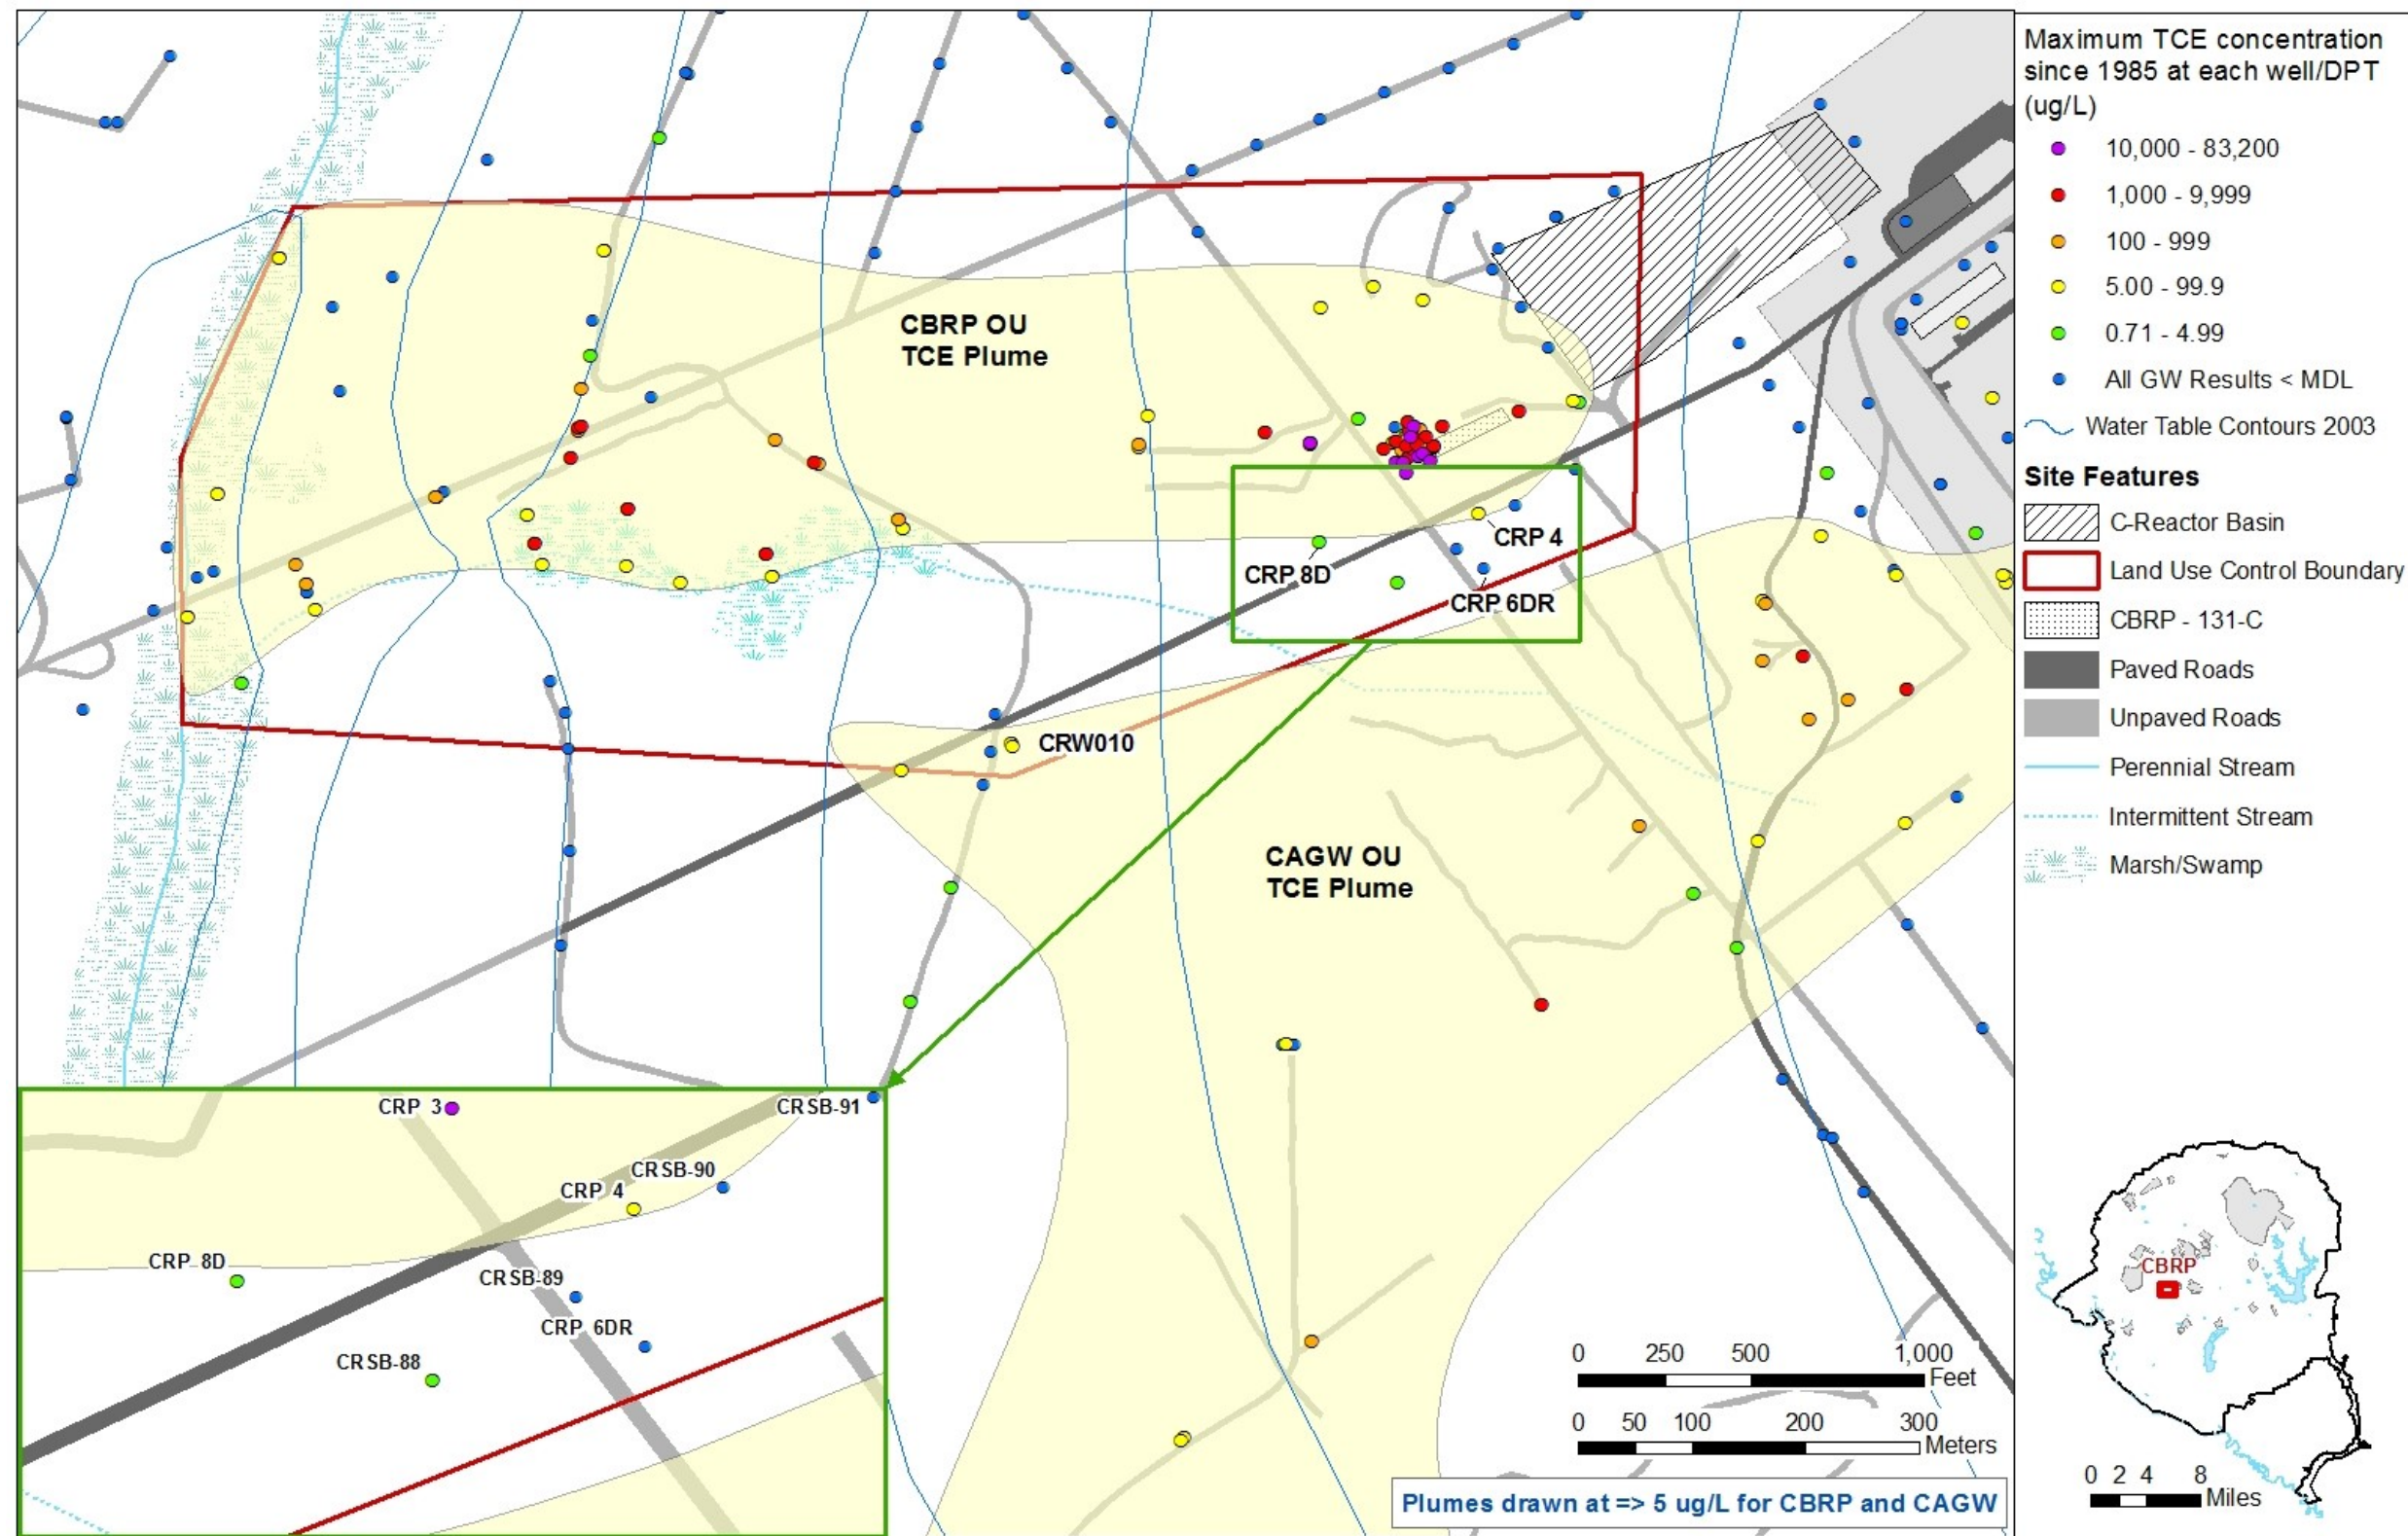 CBRP OU
TCE Plume
CRP 4
CRP 8D
CRP 6DR
CRW010
CAGW OU
TCE Plume
CRP 3
CRSB-91
CRSB-90
CRP 4
CRP 8D
CRSB-89
CRP 6DR
CRSB-88
0 250 500 1,000
Feet
0 50 100 200 300
Meters
Plumes drawn at => 5 ug/L for CBRP and CAGW
Maximum TCE concentration
since 1985 at each well/DPT
(ug/L)
10,000 - 83,200
1,000 - 9,999
100 - 999
5.00 - 99.9
0.71 - 4.99
All GW Results < MDL
Water Table Contours 2003
Site Features
C-Reactor Basin
Land Use Control Boundary
CBRP - 131-C
Paved Roads
Unpaved Roads
Perennial Stream
Intermittent Stream
Marsh/Swamp
CBRP
0 2 4 8
Miles